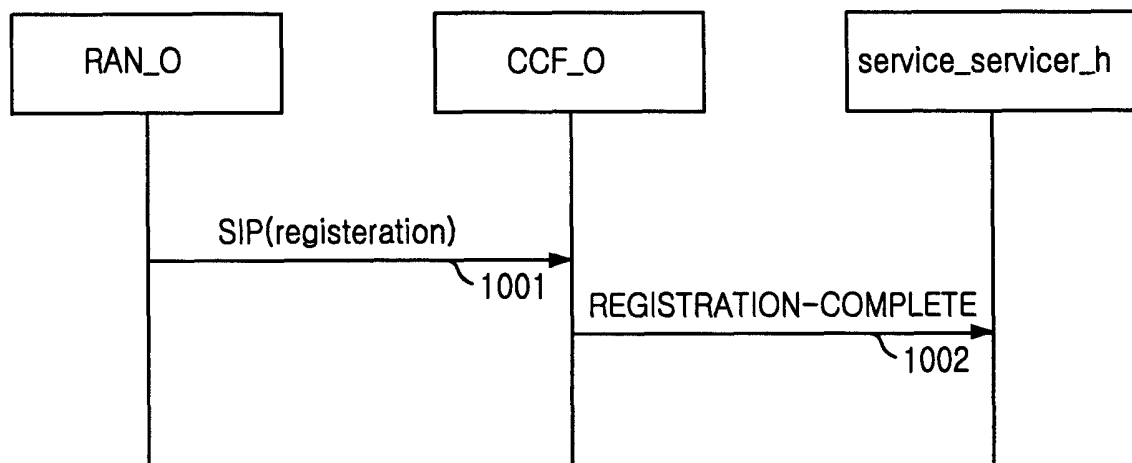 RAN_O
CCF_O
service_servicer_h
SIP(registeration)
1001
REGISTRATION-COMPLETE
1002